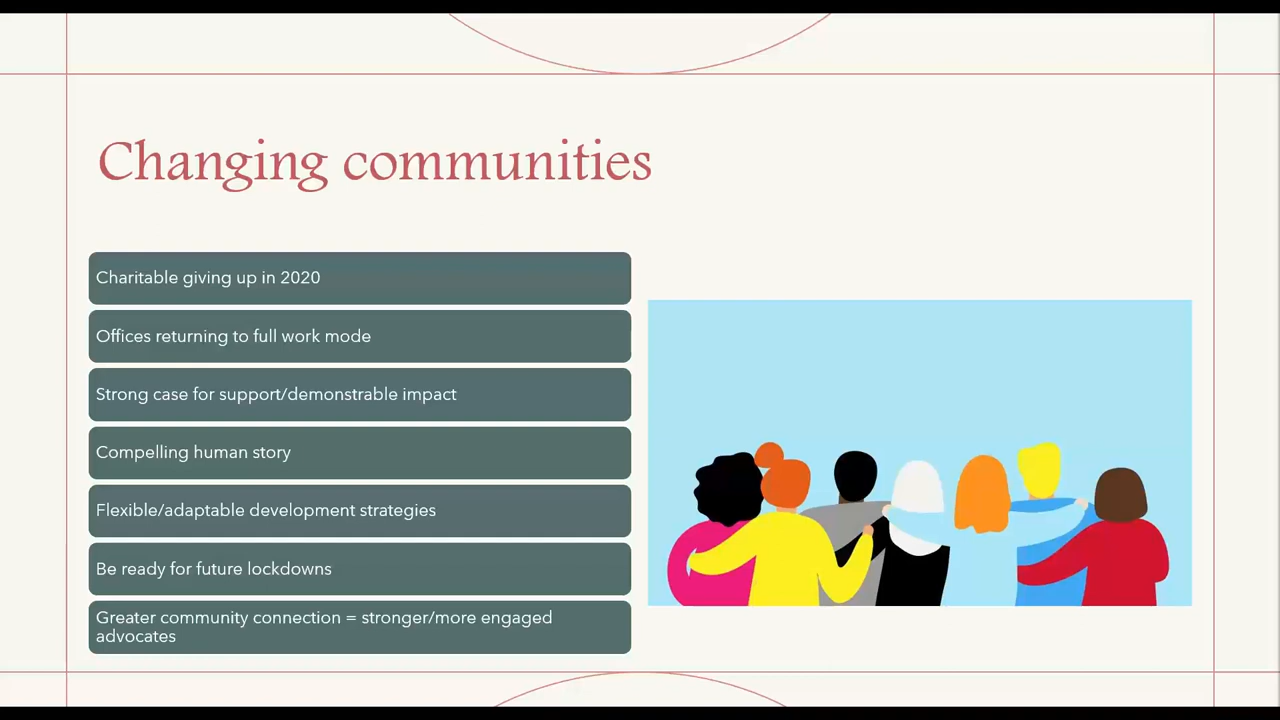 Changing communities
Charitable giving up in 2020
Offices returning to full work mode
Strong case for support/demonstrable impact
Compelling human story
Flexible/adaptable development strategies
Be ready for future lockdowns
Greater community connection = stronger/more engaged
advocates